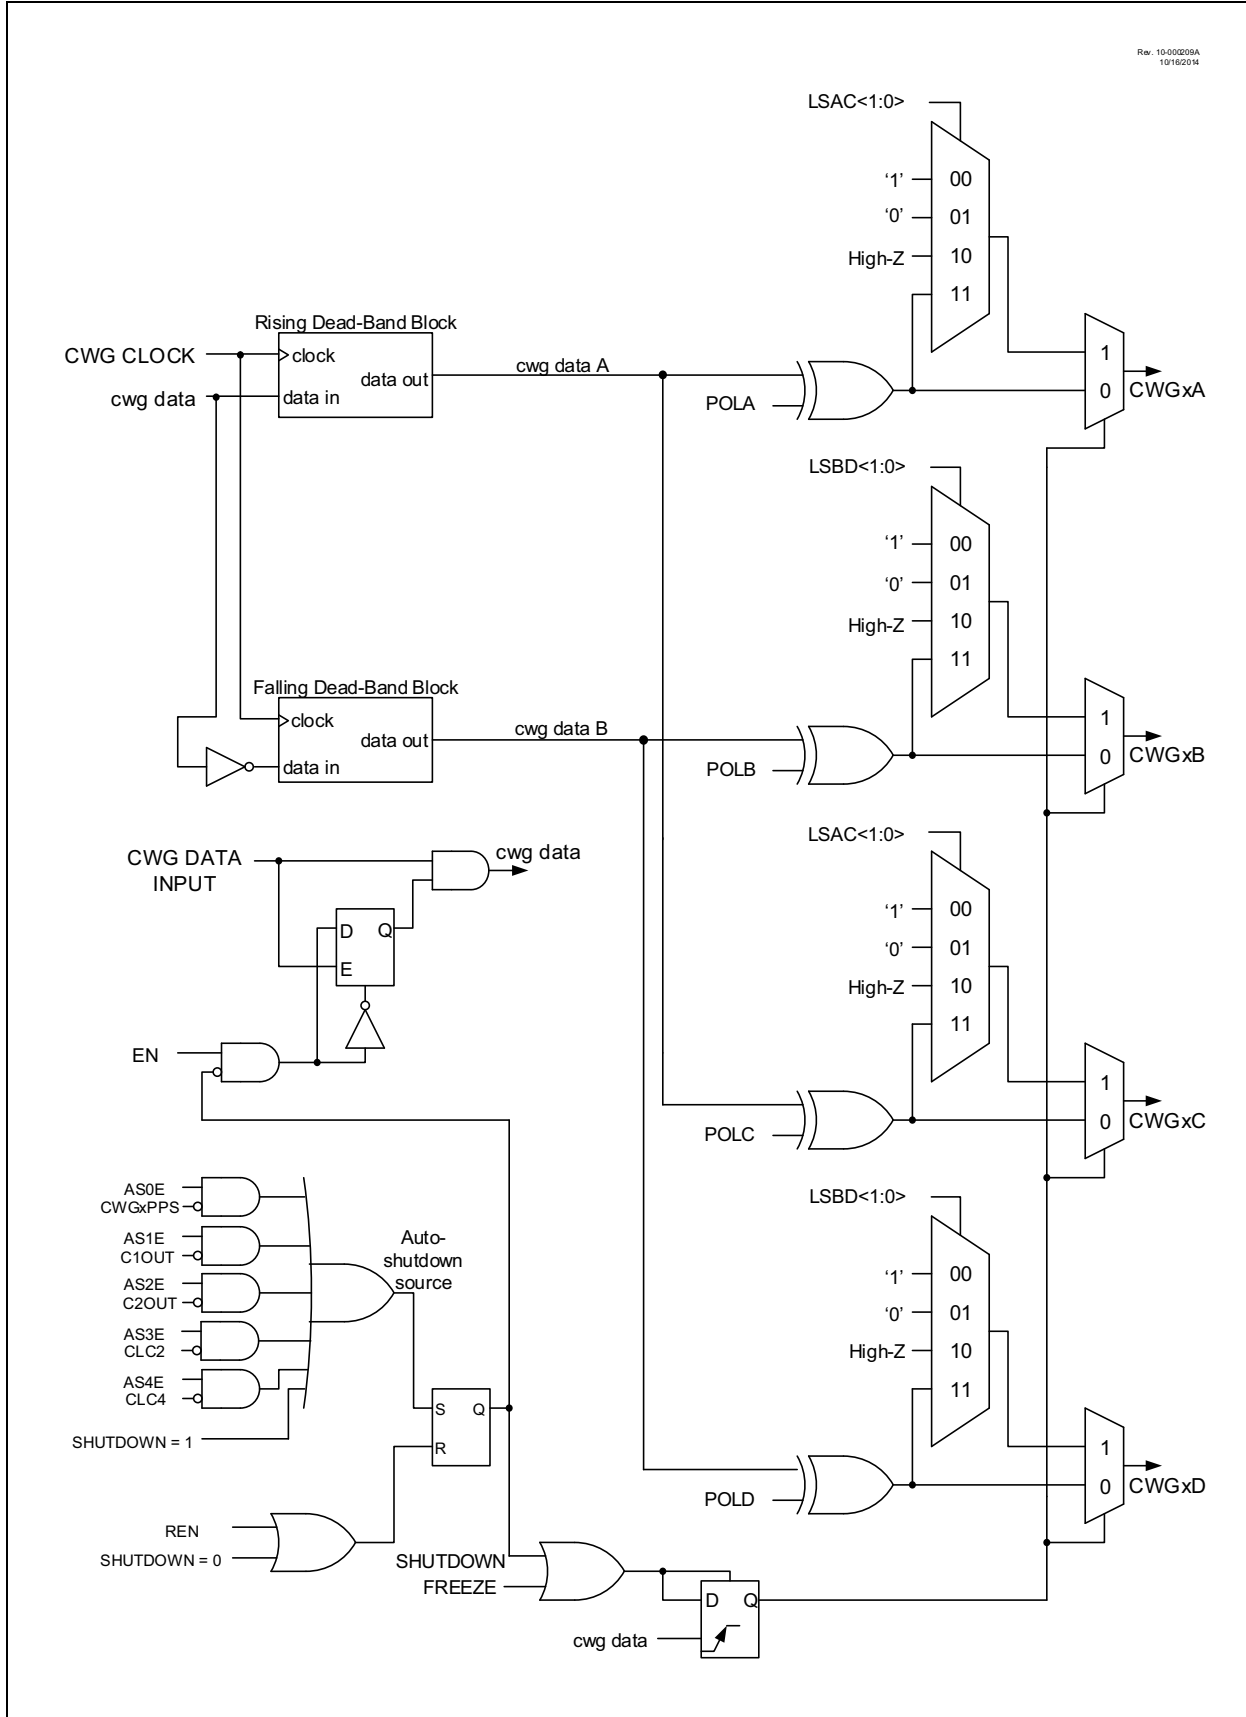 Rev. 10-000209A
10/16/2014
LSAC<1:0>
‘1’
00
‘0’
01
High-Z
10
11
Rising Dead-Band Block
CWG CLOCK
clock
data out
cwg data
data in
cwg data A
POLA
1
0
CWGxA
LSBD<1:0>
‘1’
00
‘0’
01
High-Z
10
11
Falling Dead-Band Block
clock
data out
data in
cwg data B
POLB
1
0
CWGxB
CWG DATA
INPUT
cwg data
D
Q
E
EN
LSAC<1:0>
‘1’
00
‘0’
01
High-Z
10
11
POLC
1
0
CWGxC
AS0E
CWGxPPS
AS1E
C1OUT
AS2E
C2OUT
AS3E
CLC2
AS4E
CLC4
SHUTDOWN = 1
Auto-
shutdown
source
S
Q
R
REN
SHUTDOWN = 0
LSBD<1:0>
‘1’
00
‘0’
01
High-Z
10
11
POLD
1
0
CWGxD
SHUTDOWN
FREEZE
D
Q
cwg data